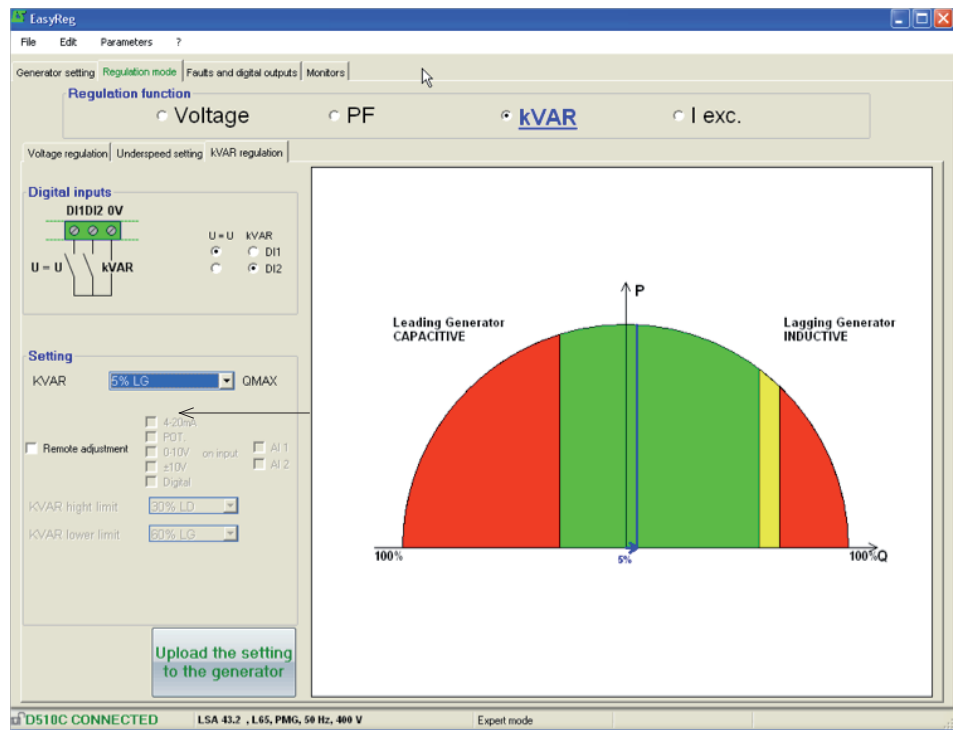 EasyReg
File Edit Parameters ?
Generator setting Regulation mode Faults and digital outputs Monitors
Regulation function
Voltage PF kVAR I exc.
Voltage regulation Underspeed setting kVAR regulation
Digital inputs
DI1DI2 0V
U = U kVAR
DI1
U = U kVAR
DI2
P
Leading Generator
CAPACITIVE
Lagging Generator
INDUCTIVE
Setting
KVAR 5% LG QMAX
4-20mA
POT.
Remote adjustment 0-10V on input AI 1
±10V AI 2
Digital
KVAR hight limit 30% LD
KVAR lower limit 60% LG
100% 5% 100%Q
Upload the setting
to the generator
D510C CONNECTED LSA 43.2 , L65, PMG, 50 Hz, 400 V Expert mode